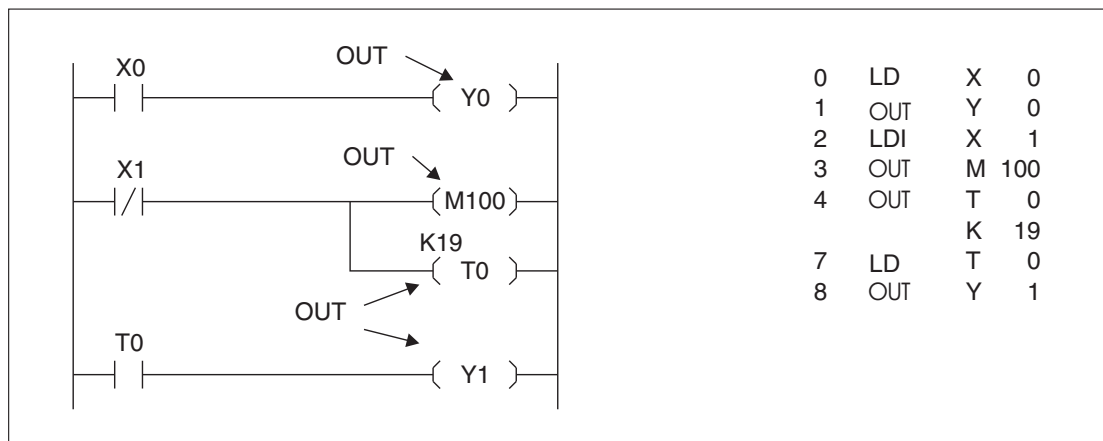 X0
OUT
Y0
X1
OUT
M100
K19
T0
OUT
T0
Y1
0 LD X 0
1 OUT Y 0
2 LDI X 1
3 OUT M 100
4 OUT T 0
K 19
7 LD T 0
8 OUT Y 1